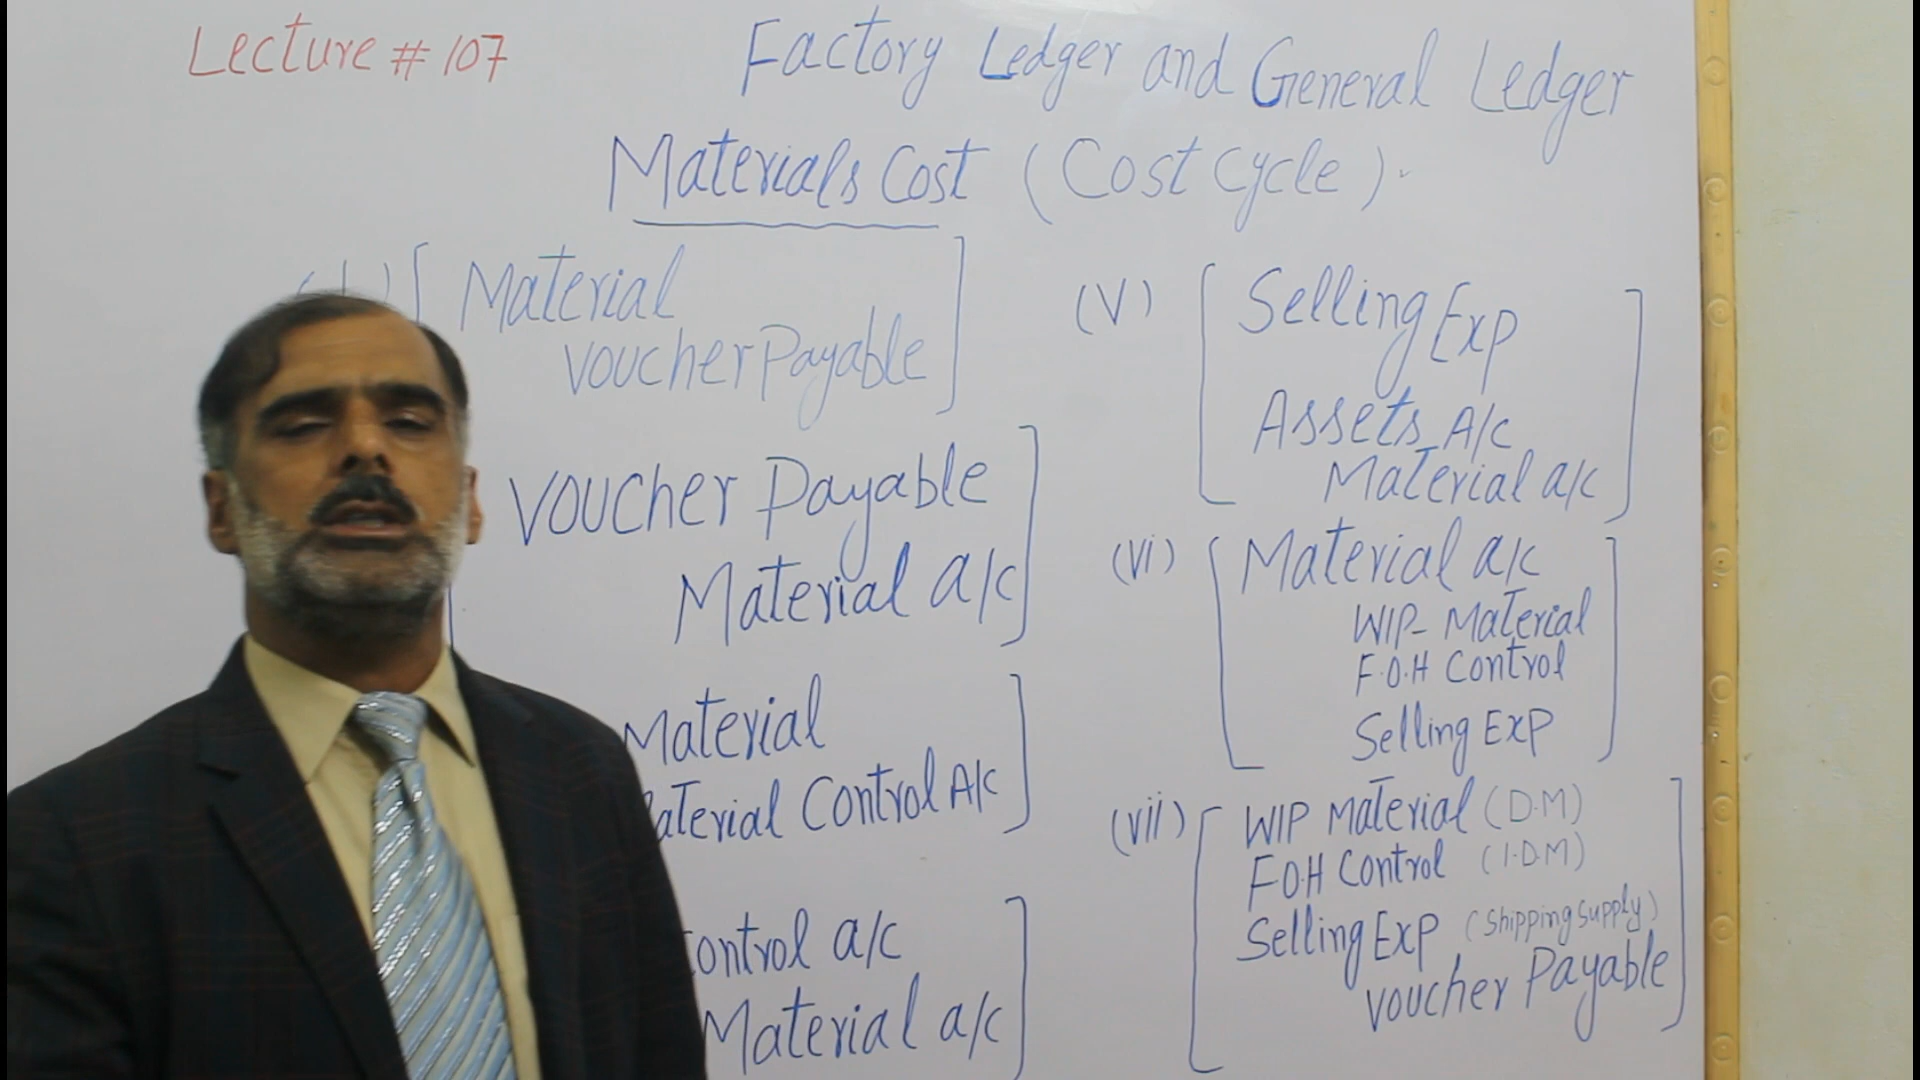 Lecture # 107
Factory Ledger and General Ledger
Materials Cost (Cost Cycle)
Material
Voucher Payable
Voucher Payable
Material a/c
Material
Control A/c
a/c
Material a/c
(V)
Selling Exp
Assets A/c
Material a/c
(Vi)
Material a/c
WIP- Material
F.O.H Control
Selling Exp
(Vii)
WIP Material (D.M)
F.O.H Control (I.D.M)
Selling Exp (Shipping Supply)
Voucher Payable